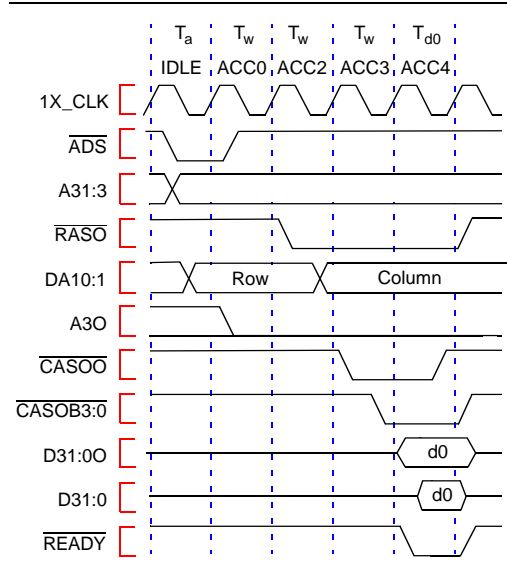 Ta Tw Tw Tw Td0
IDLE ACC0 ACC2 ACC3 ACC4
1X_CLK
ADS
A31:3
RASO
DA10:1 Row Column
A3O
CASOO
CASOB3:0
D31:0O d0
D31:0 d0
READY